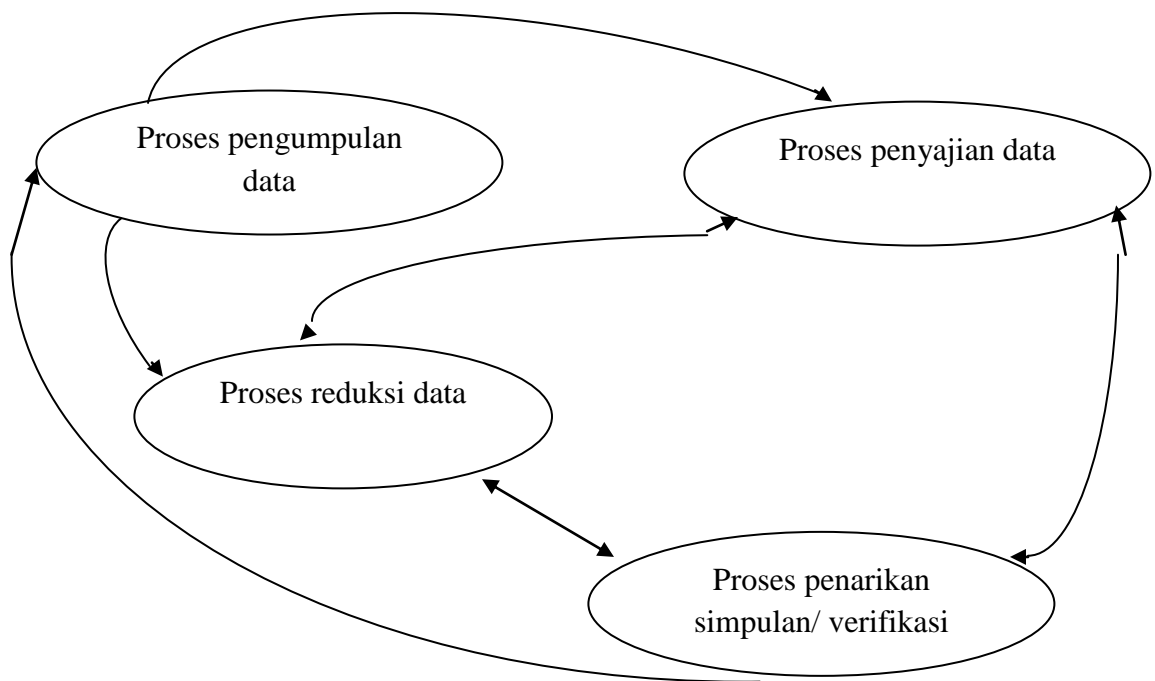 Proses pengumpulan
data
Proses penyajian data
Proses reduksi data
Proses penarikan
simpulan/ verifikasi